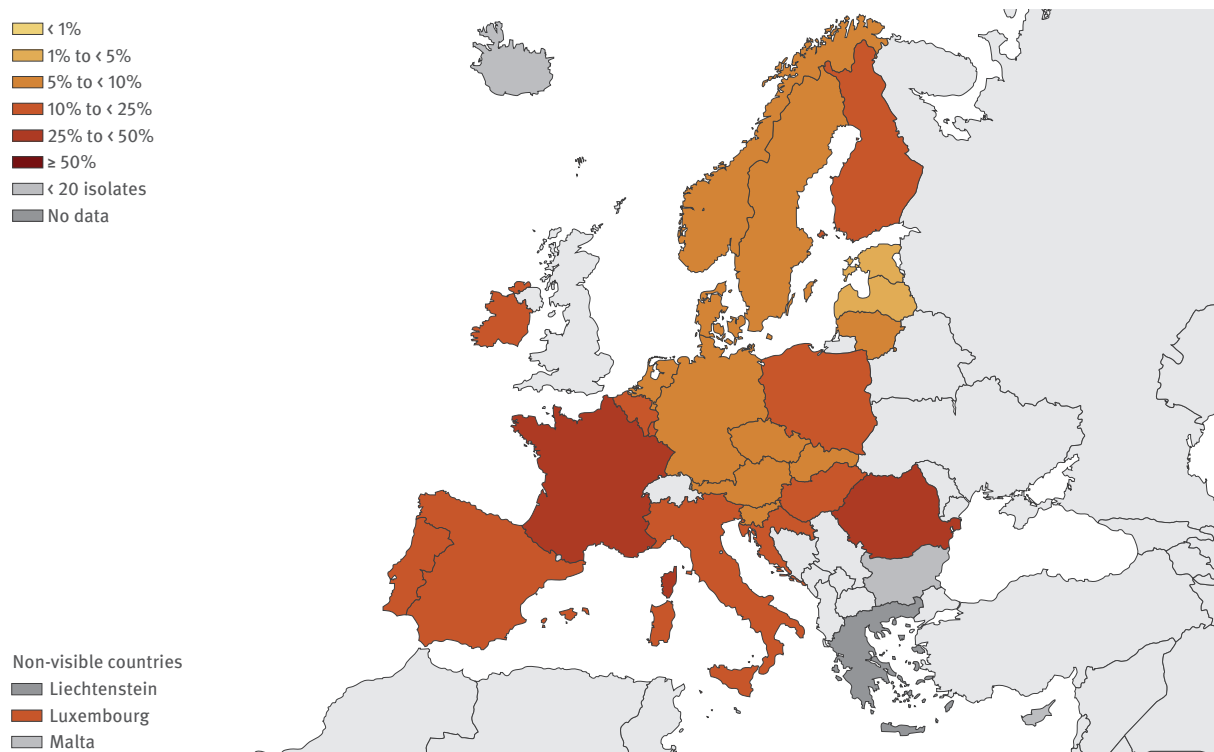 ‹ 1%
1% to ‹ 5%
5% to ‹ 10%
10% to ‹ 25%
25% to ‹ 50%
≥ 50%
‹ 20 isolates
No data
Non-visible countries
Liechtenstein
Luxembourg
Malta